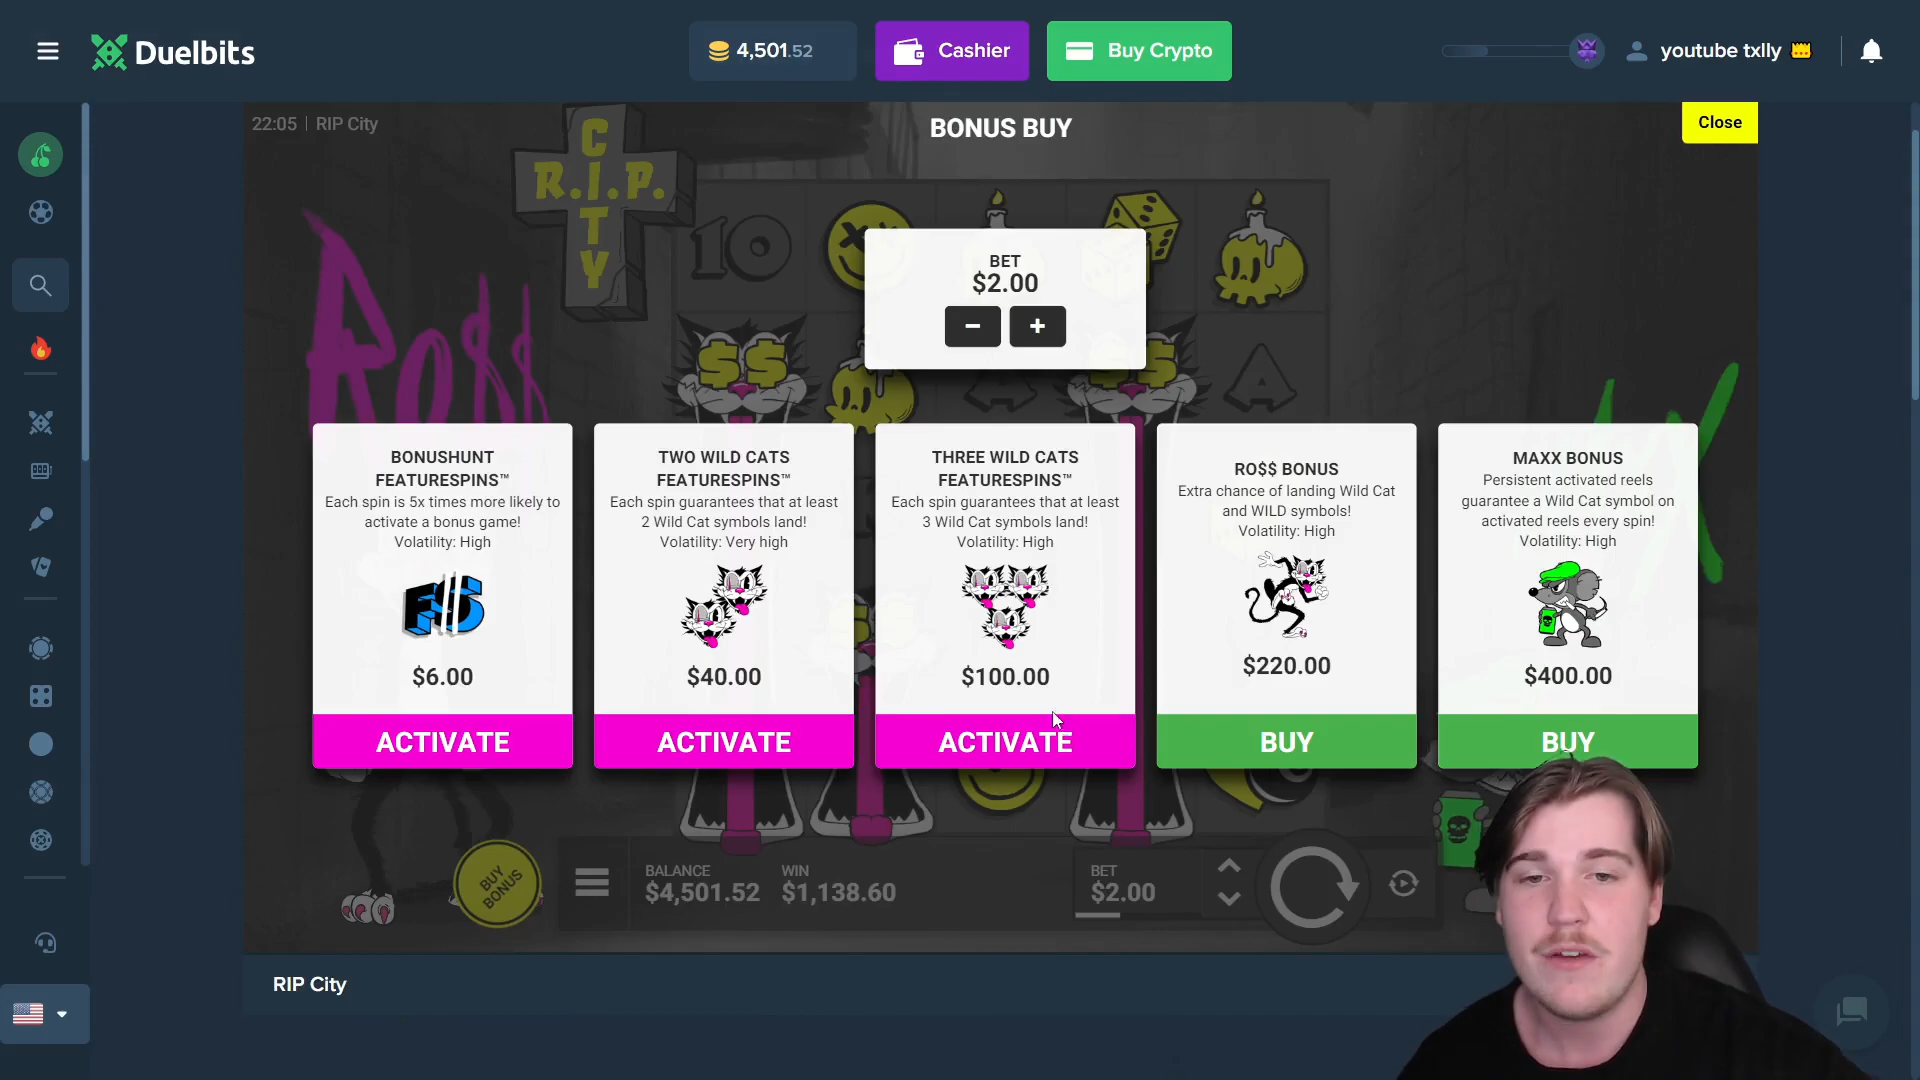 Duelbits
4,501.52
Cashier
Buy Crypto
youtube txlly
22:05 | RIP City
BONUS BUY
Close
R.I.P.
CITY
10
BET
$2.00
−
+
Ro$$
A
A
BONUSHUNT
FEATURESPINS™
Each spin is 5x times more likely to
activate a bonus game!
Volatility: High
FS
$6.00
ACTIVATE
TWO WILD CATS
FEATURESPINS™
Each spin guarantees that at least
2 Wild Cat symbols land!
Volatility: Very high
$40.00
ACTIVATE
THREE WILD CATS
FEATURESPINS™
Each spin guarantees that at least
3 Wild Cat symbols land!
Volatility: High
$100.00
ACTIVATE
RO$$ BONUS
Extra chance of landing Wild Cat
and WILD symbols!
Volatility: High
$220.00
BUY
MAXX BONUS
Persistent activated reels
guarantee a Wild Cat symbol on
activated reels every spin!
Volatility: High
$400.00
BUY
BUY
BONUS
BALANCE
$4,501.52
WIN
$1,138.60
BET
$2.00
RIP City